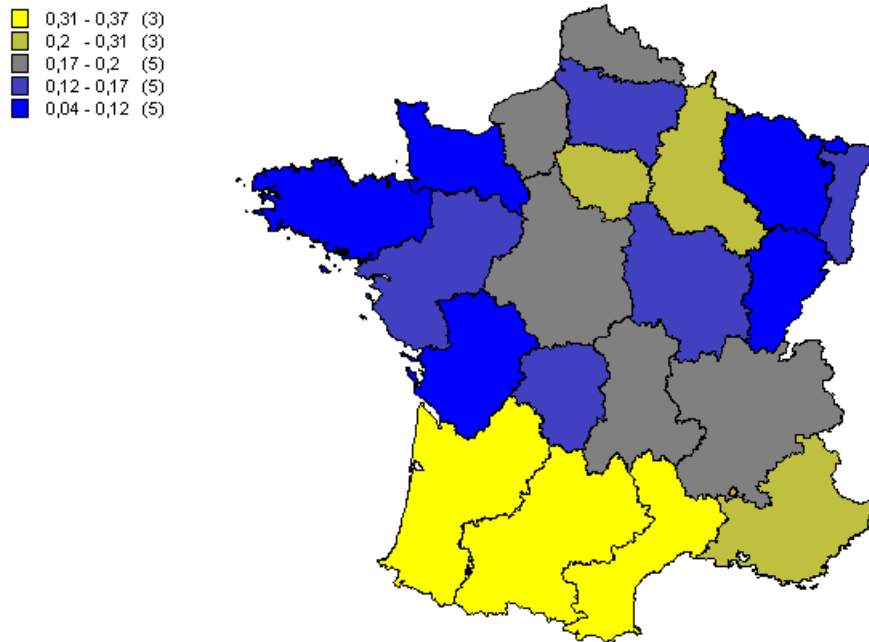 0,31 - 0,37 (3)
0,2 - 0,31 (3)
0,17 - 0,2 (5)
0,12 - 0,17 (5)
0,04 - 0,12 (5)